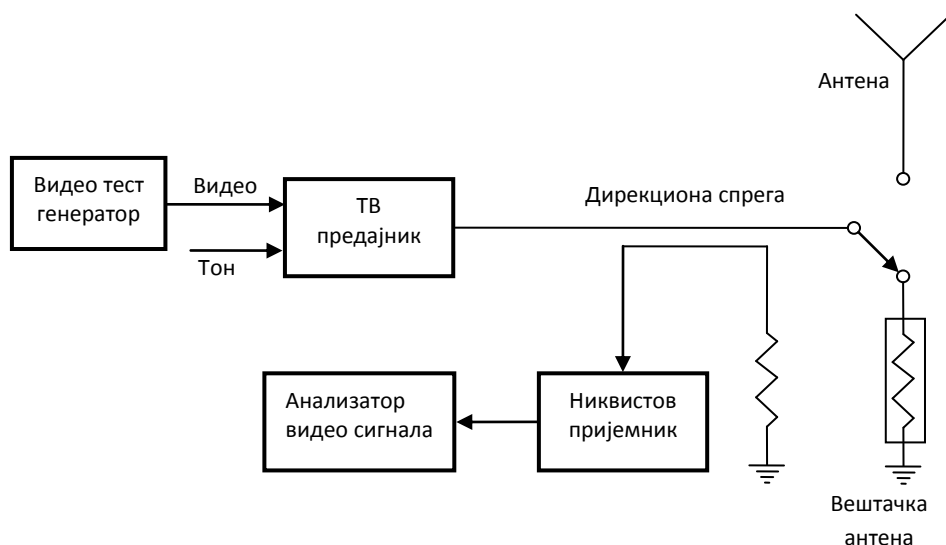 Антена
Видео тест
генератор
Видео
Тон
ТВ
предајник
Дирекциона спрега
Анализатор
видео сигнала
Никвистов
пријемник
Вештачка
антена